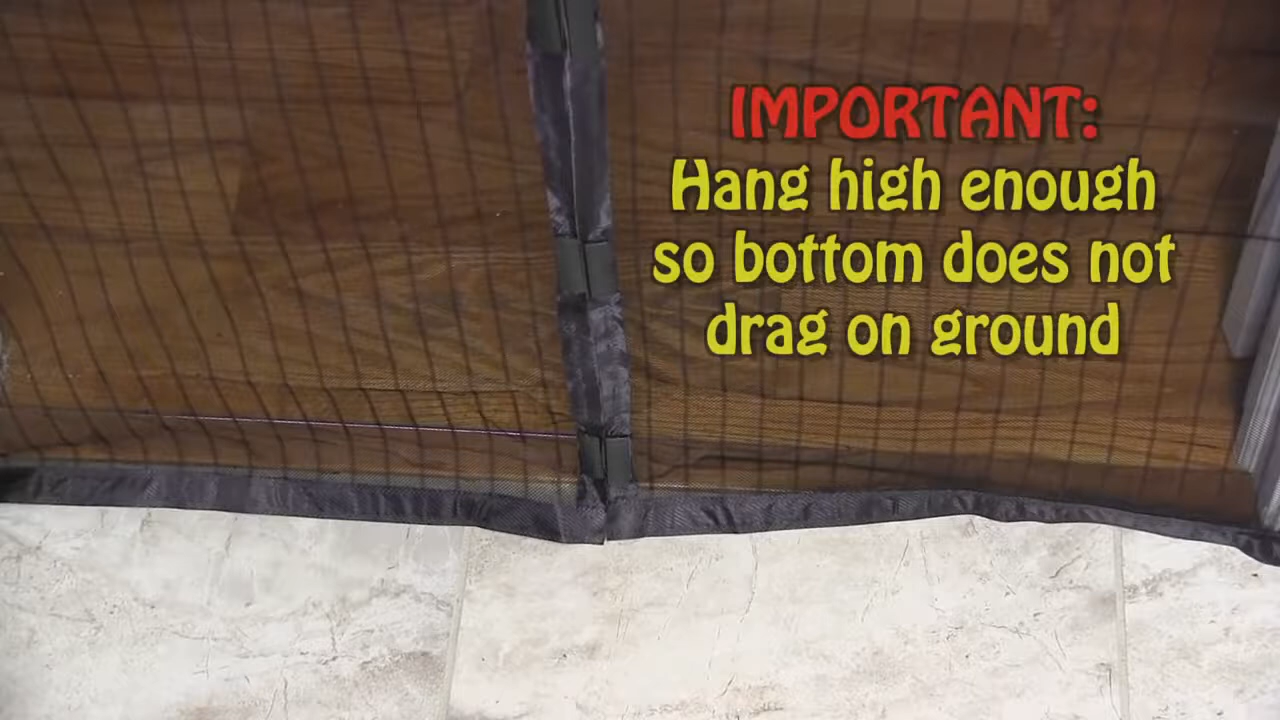 IMPORTANT:
Hang high enough
so bottom does not
drag on ground